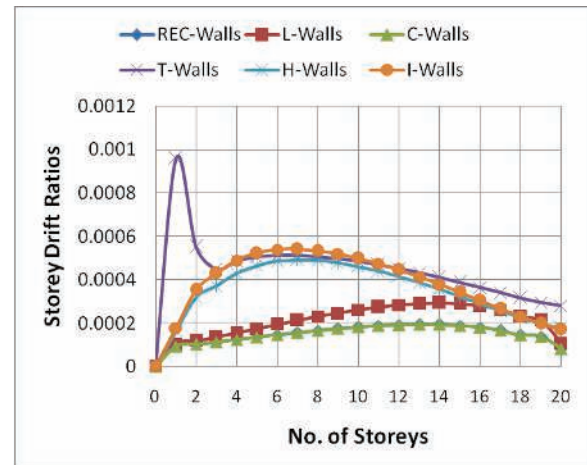 REC-Walls L-Walls C-Walls
T-Walls H-Walls I-Walls
0.0012
0.001
0.0008
0.0006
0.0004
0.0002
0
Storey Drift Ratios
0 2 4 6 8 10 12 14 16 18 20
No. of Storeys